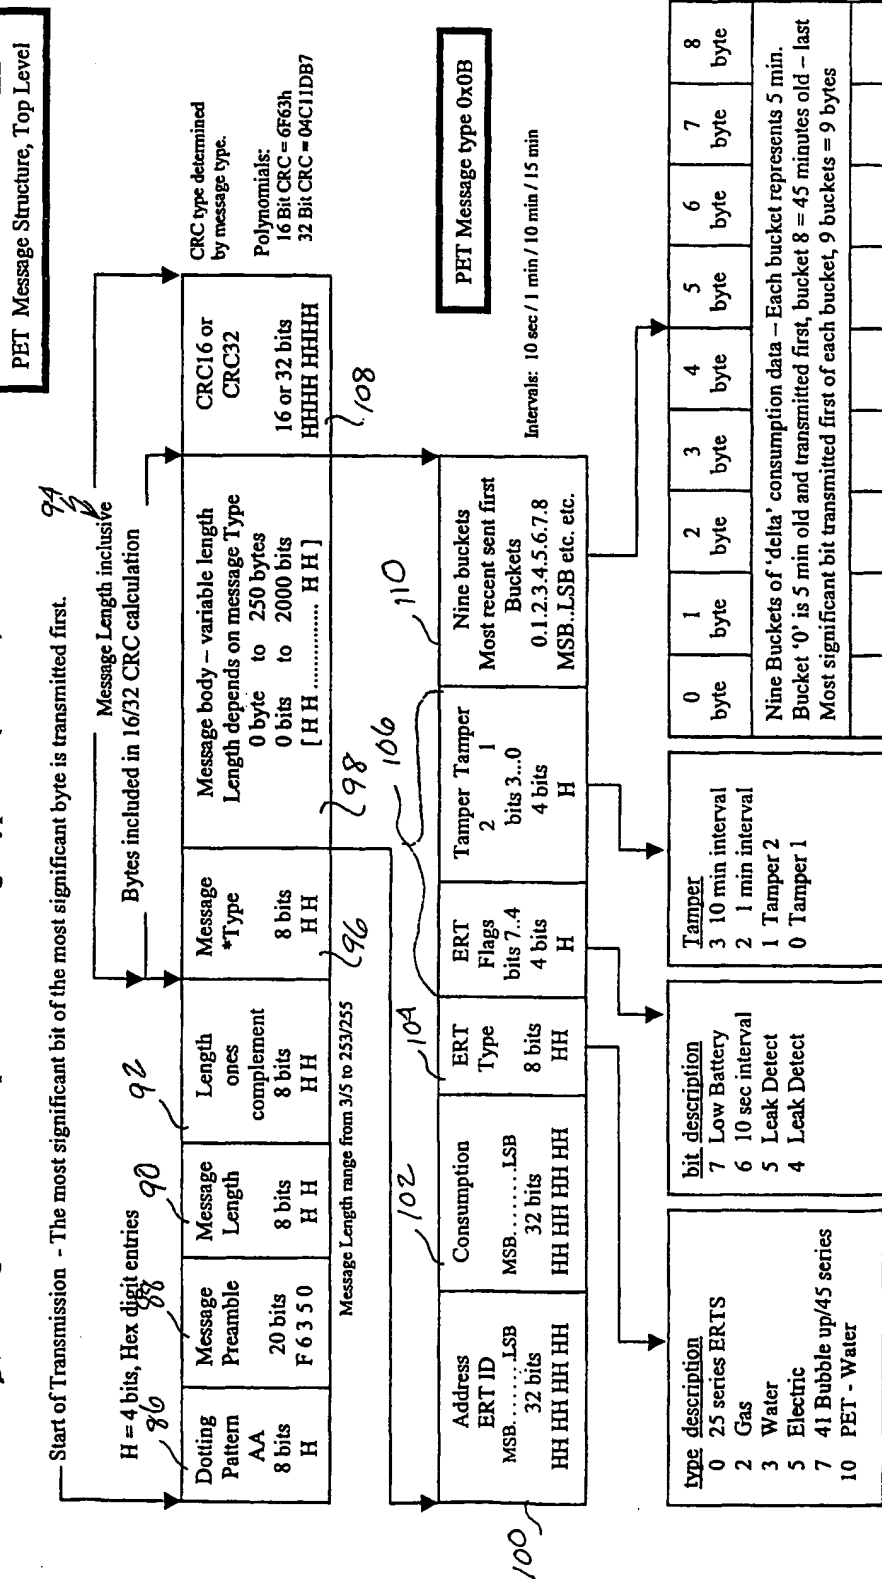 PET Message Structure, Top Level
Start of Transmission - The most significant bit of the most significant byte is transmitted first.
94
H = 4 bits, Hex digit entries
Message Length inclusive
Bytes included in 16/32 CRC calculation
86
88
90
92
Dotting
Pattern
AA
8 bits
H
Message
Preamble
20 bits
F 6 3 5 0
Message
Length
8 bits
H H
Length
ones
complement
8 bits
H H
Message
*Type
8 bits
H H
Message body – variable length
Length depends on message Type
0 byte to 250 bytes
0 bits to 2000 bits
[ H H ............... H H ]
CRC16 or
CRC32
16 or 32 bits
HHHH HHHH
CRC type determined
by message type.
Polynomials:
16 Bit CRC = 6F63h
32 Bit CRC = 04C11DB7
96
98
108
Message Length range from 3/5 to 253/255
PET Message type 0x0B
102
104
106
110
Address
ERT ID
MSB........LSB
32 bits
HH HH HH HH
Consumption
MSB........LSB
32 bits
HH HH HH HH
ERT
Type
8 bits
HH
ERT
Flags
bits 7..4
4 bits
H
Tamper Tamper
2 1
bits 3...0
4 bits
H
Nine buckets
Most recent sent first
Buckets
0.1.2.3.4.5.6.7.8
MSB..LSB etc. etc.
Intervals: 10 sec / 1 min / 10 min / 15 min
100
type description
0 25 series ERTS
2 Gas
3 Water
5 Electric
7 41 Bubble up/45 series
10 PET - Water
bit description
7 Low Battery
6 10 sec interval
5 Leak Detect
4 Leak Detect
Tamper
3 10 min interval
2 1 min interval
1 Tamper 2
0 Tamper 1
0 1 2 3 4 5 6 7 8
byte byte byte byte byte byte byte byte byte
Nine Buckets of 'delta' consumption data – Each bucket represents 5 min.
Bucket '0' is 5 min old and transmitted first, bucket 8 = 45 minutes old – last
Most significant bit transmitted first of each bucket, 9 buckets = 9 bytes